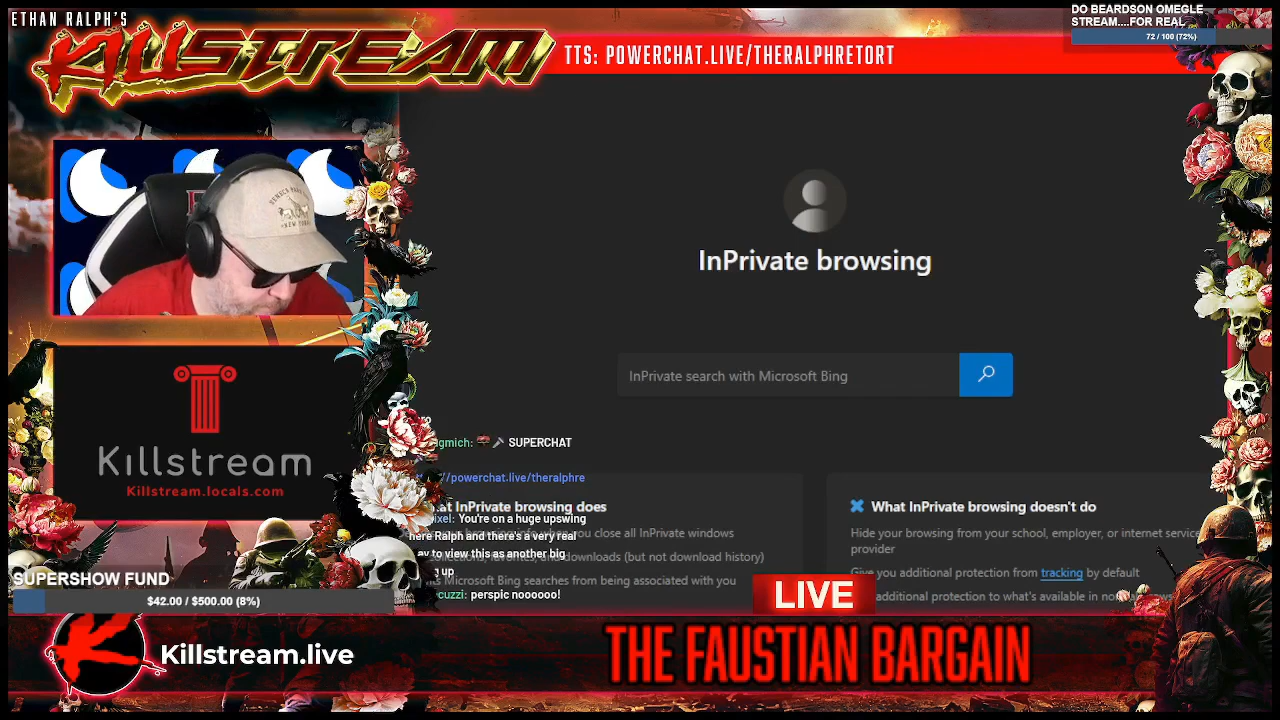 ETHAN RALPH'S
KILLSTREAM
TTS: POWERCHAT.LIVE/THERALPHRETORT
DO BEARDSON OMEGLE
STREAM....FOR REAL
72 / 100 (72%)
InPrivate browsing
InPrivate search with Microsoft Bing
gmich: SUPERCHAT
//powerchat.live/theralphre
at InPrivate browsing does
ixel: You're on a huge upswing
here Ralph and there's a very real
ay to view this as another big
g up
cuzzi: perspic noooooo!
you close all InPrivate windows
downloads (but not download history)
Microsoft Bing searches from being associated with you
What InPrivate browsing doesn't do
Hide your browsing from your school, employer, or internet service
provider
Give you additional protection from tracking by default
additional protection to what's available in
Killstream
Killstream.locals.com
SUPERSHOW FUND
$42.00 / $500.00 (8%)
LIVE
Killstream.live
THE FAUSTIAN BARGAIN